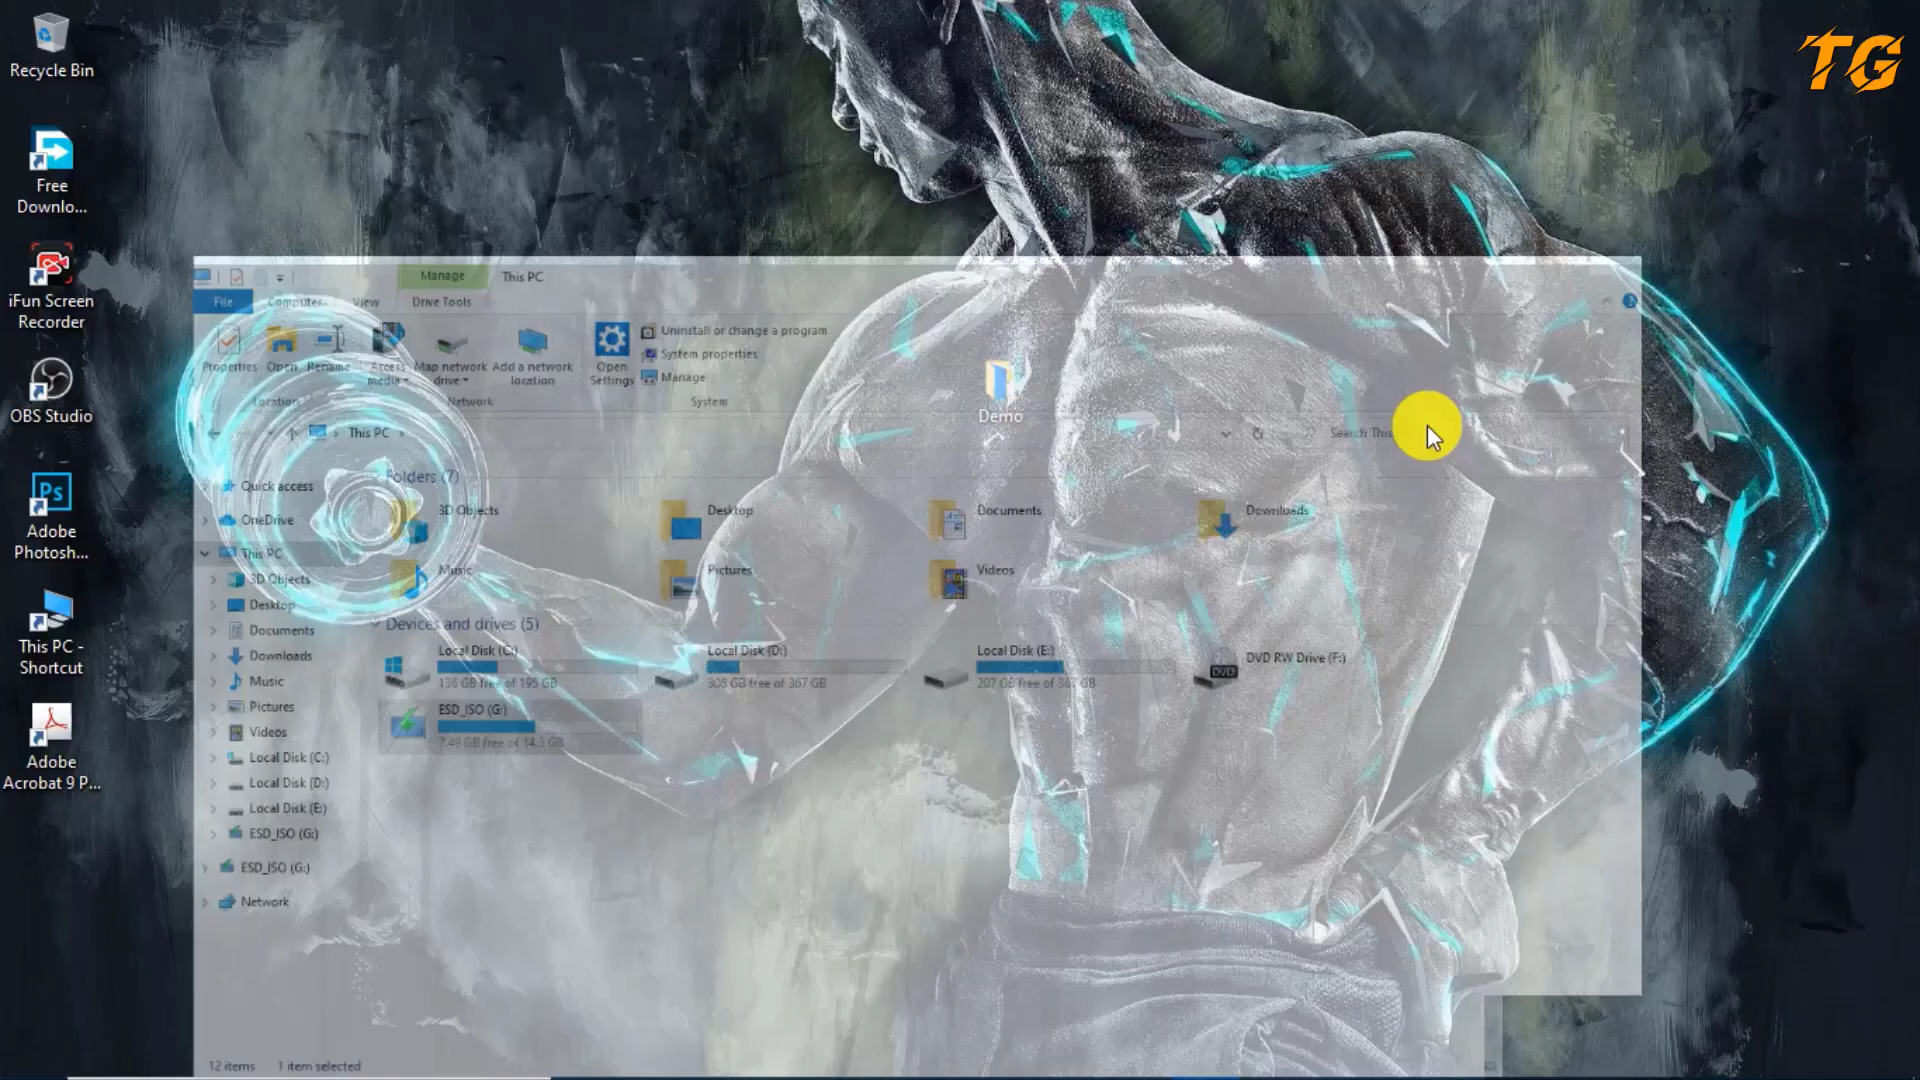 Recycle Bin
TG
Free
Downlo...
iFun Screen
Recorder
OBS Studio
Ps
Adobe
Photosh...
This PC -
Shortcut
Adobe
Acrobat 9 P...
Manage
This PC
File
Computer
View
Drive Tools
Properties
Open
Rename
Access
media
Map network
drive
Add a network
location
Open
Settings
Uninstall or change a program
System properties
Manage
Location
Network
System
Demo
This PC
Search This
Quick access
OneDrive
This PC
3D Objects
Desktop
Documents
Downloads
Music
Pictures
Videos
Local Disk (C:)
Local Disk (D:)
Local Disk (E:)
ESD_ISO (G:)
ESD_ISO (G:)
Network
Folders (7)
3D Objects
Desktop
Documents
Downloads
Music
Pictures
Videos
Devices and drives (5)
Local Disk (C:)
136 GB free of 195 GB
Local Disk (D:)
308 GB free of 367 GB
Local Disk (E:)
207 GB free of 367 GB
DVD RW Drive (F:)
DVD
ESD_ISO (G:)
7.49 GB free of 14.5 GB
12 items
1 item selected